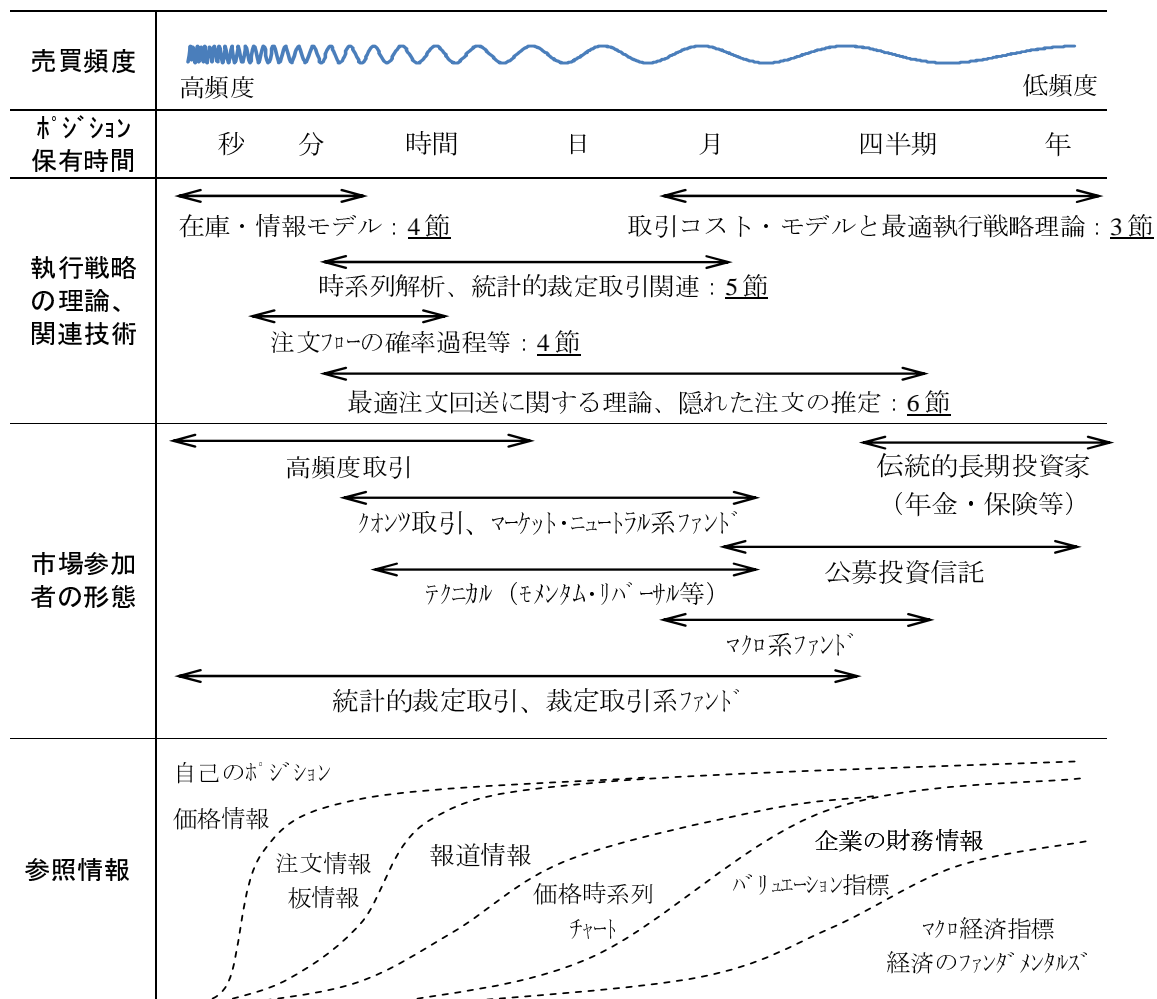 売買頻度
高頻度
低頻度
ﾎﾟｼﾞｼｮﾝ
保有時間
秒 分 時間 日 月 四半期 年
執行戦略
の理論、
関連技術
在庫・情報モデル：4節
取引コスト・モデルと最適執行戦略理論：3節
時系列解析、統計的裁定取引関連：5節
注文ﾌﾛｰの確率過程等：4節
最適注文回送に関する理論、隠れた注文の推定：6節
市場参加
者の形態
高頻度取引
伝統的長期投資家
（年金・保険等）
ｸｵﾝﾂ取引、ﾏｰｹｯﾄ･ﾆｭｰﾄﾗﾙ系ﾌｧﾝﾄﾞ
公募投資信託
ﾃｸﾆｶﾙ（ﾓﾒﾝﾀﾑ･ﾘﾊﾞｰｻﾙ等）
ﾏｸﾛ系ﾌｧﾝﾄﾞ
統計的裁定取引、裁定取引系ﾌｧﾝﾄﾞ
参照情報
自己のﾎﾟｼﾞｼｮﾝ
価格情報
注文情報
板情報
報道情報
価格時系列
ﾁｬｰﾄ
企業の財務情報
ﾊﾞﾘｭｴｰｼｮﾝ指標
ﾏｸﾛ経済指標
経済のﾌｧﾝﾀﾞﾒﾝﾀﾙｽﾞ